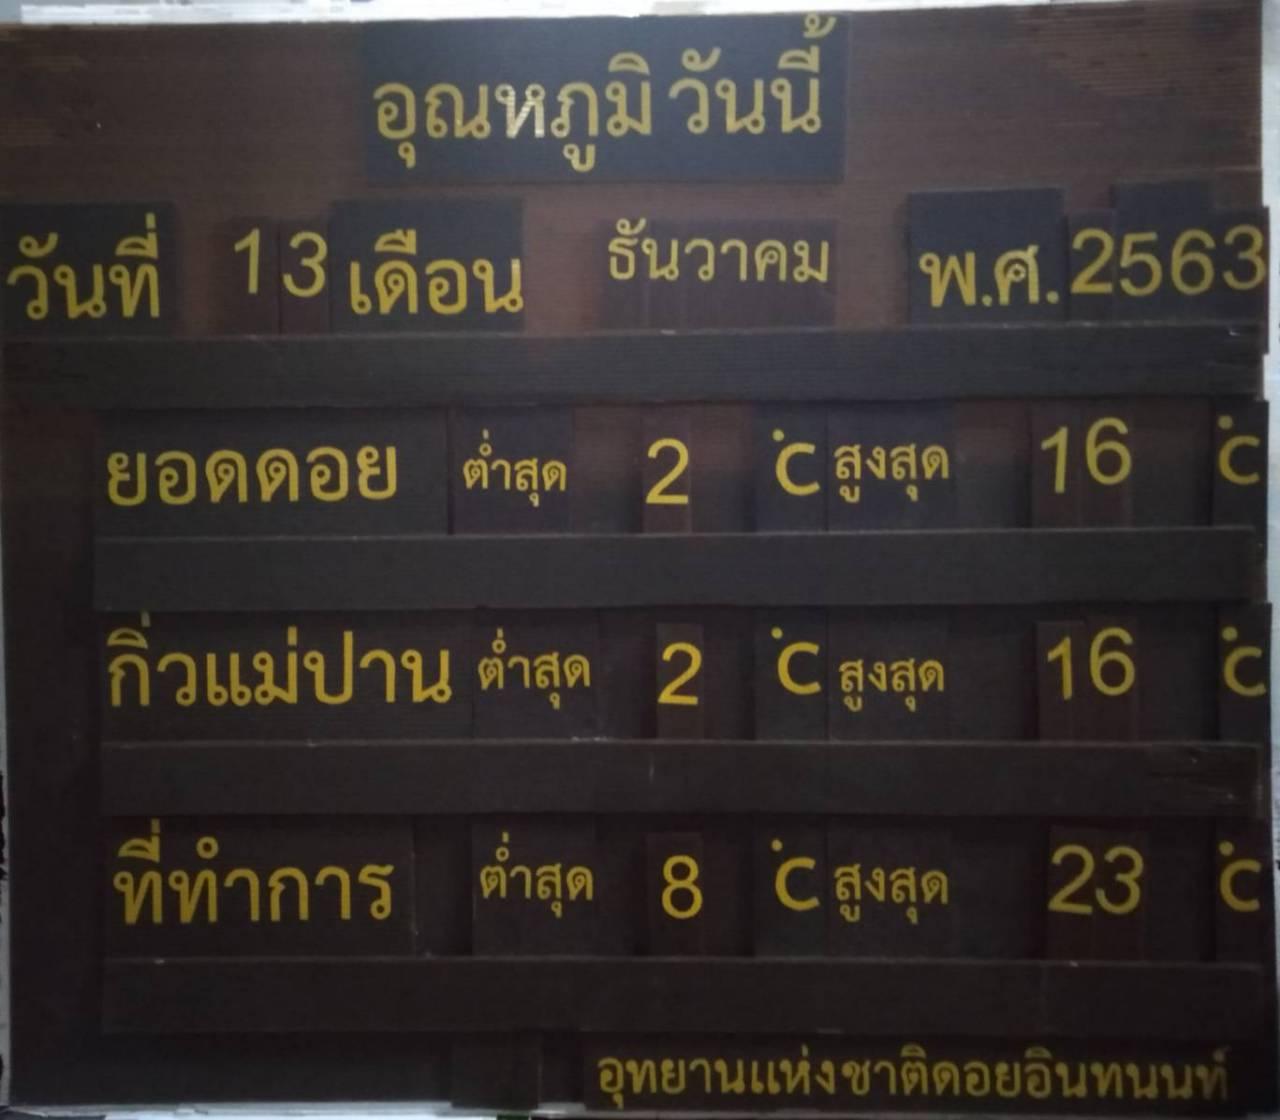 อุณหภูมิ วันนี้
วันที่ 13 เดือน ธันวาคม พ.ศ. 2563
ยอดดอย ต่ำสุด 2 °C สูงสุด 16 °C
กิ่วแม่ปาน ต่ำสุด 2 °C สูงสุด 16 °C
ที่ทำการ ต่ำสุด 8 °C สูงสุด 23 °C
อุทยานแห่งชาติดอยอินทนนท์